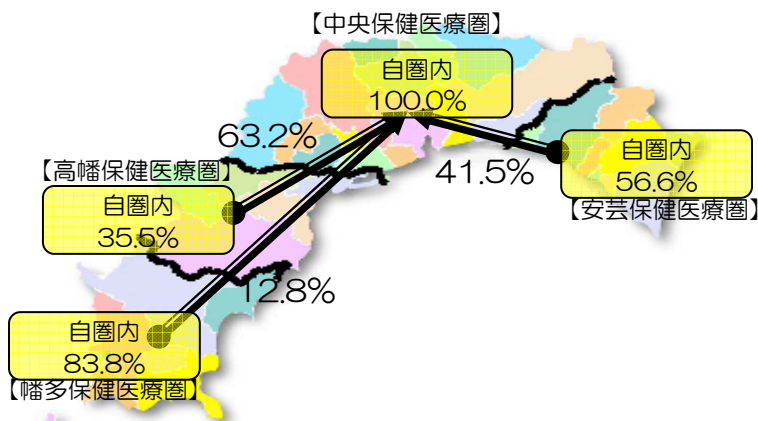 【中央保健医療圏】
自圏内
100.0%
63.2%
41.5%
自圏内
56.6%
【安芸保健医療圏】
【高幡保健医療圏】
自圏内
35.5%
12.8%
自圏内
83.8%
【幡多保健医療圏】